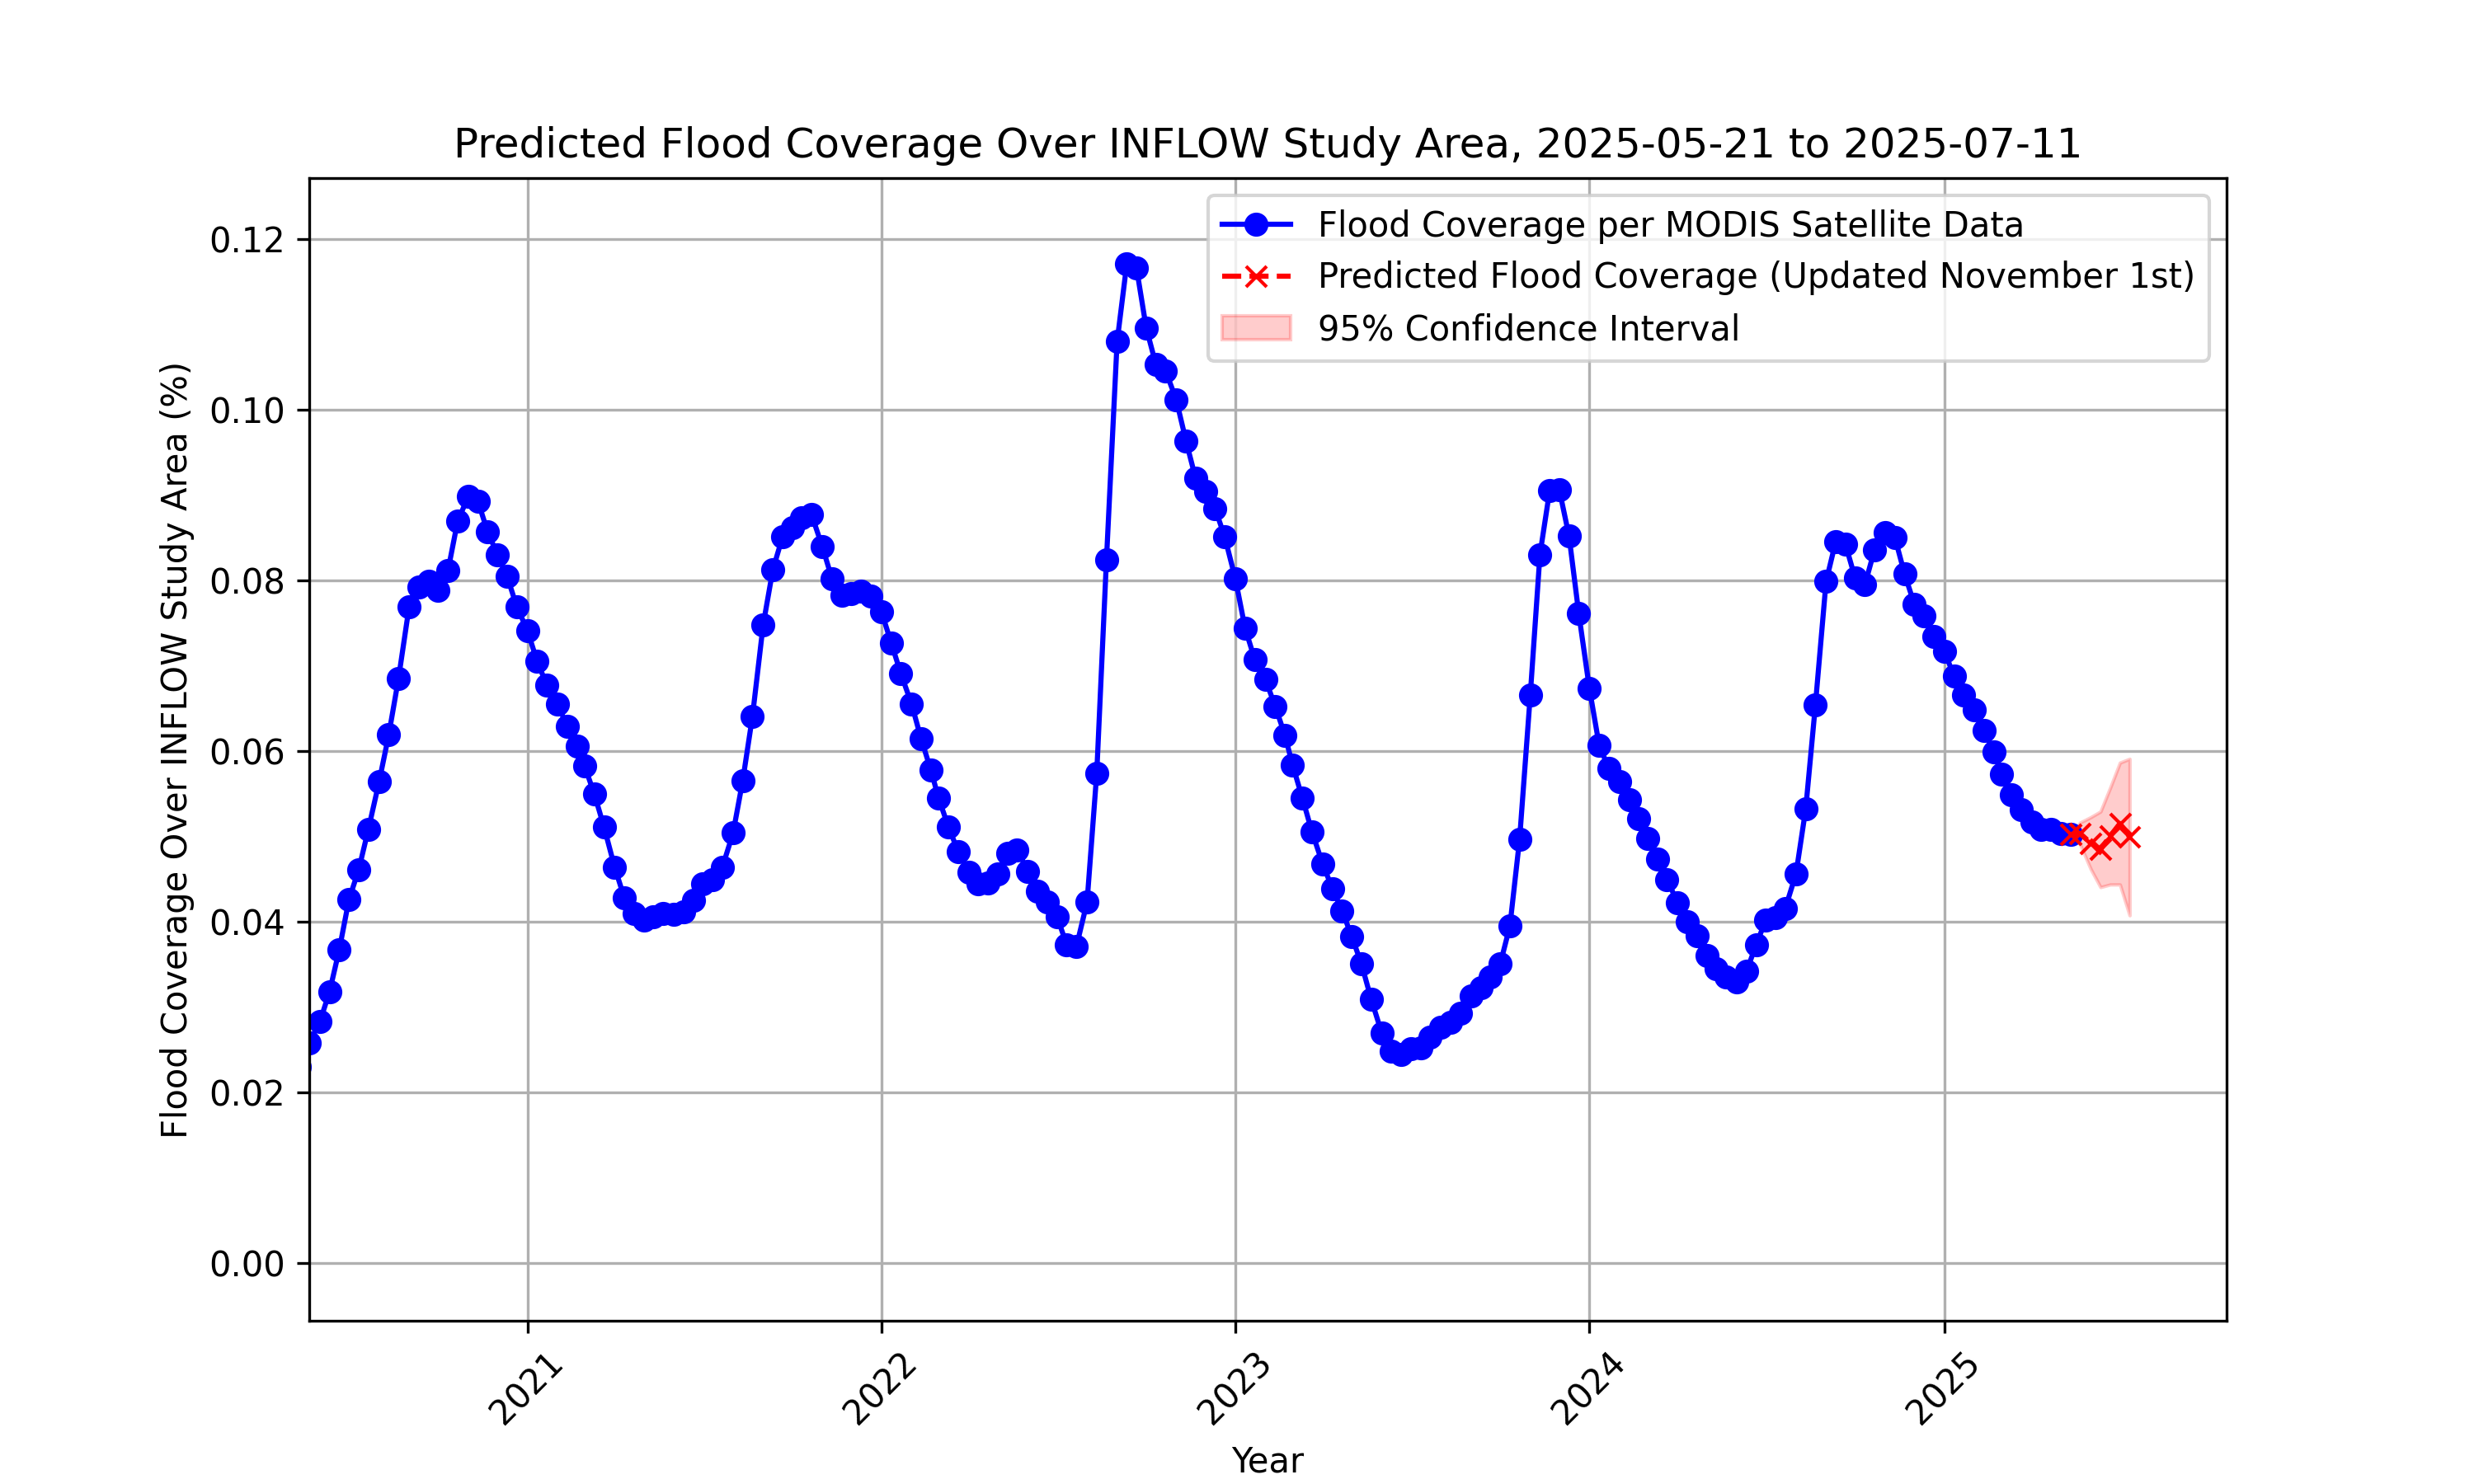 Predicted Flood Coverage Over INFLOW Study Area, 2025-05-21 to 2025-07-11
Flood Coverage per MODIS Satellite Data
Predicted Flood Coverage (Updated November 1st)
95% Confidence Interval
Flood Coverage Over INFLOW Study Area (%)
0.12
0.10
0.08
0.06
0.04
0.02
0.00
2021
2022
2023
2024
2025
Year